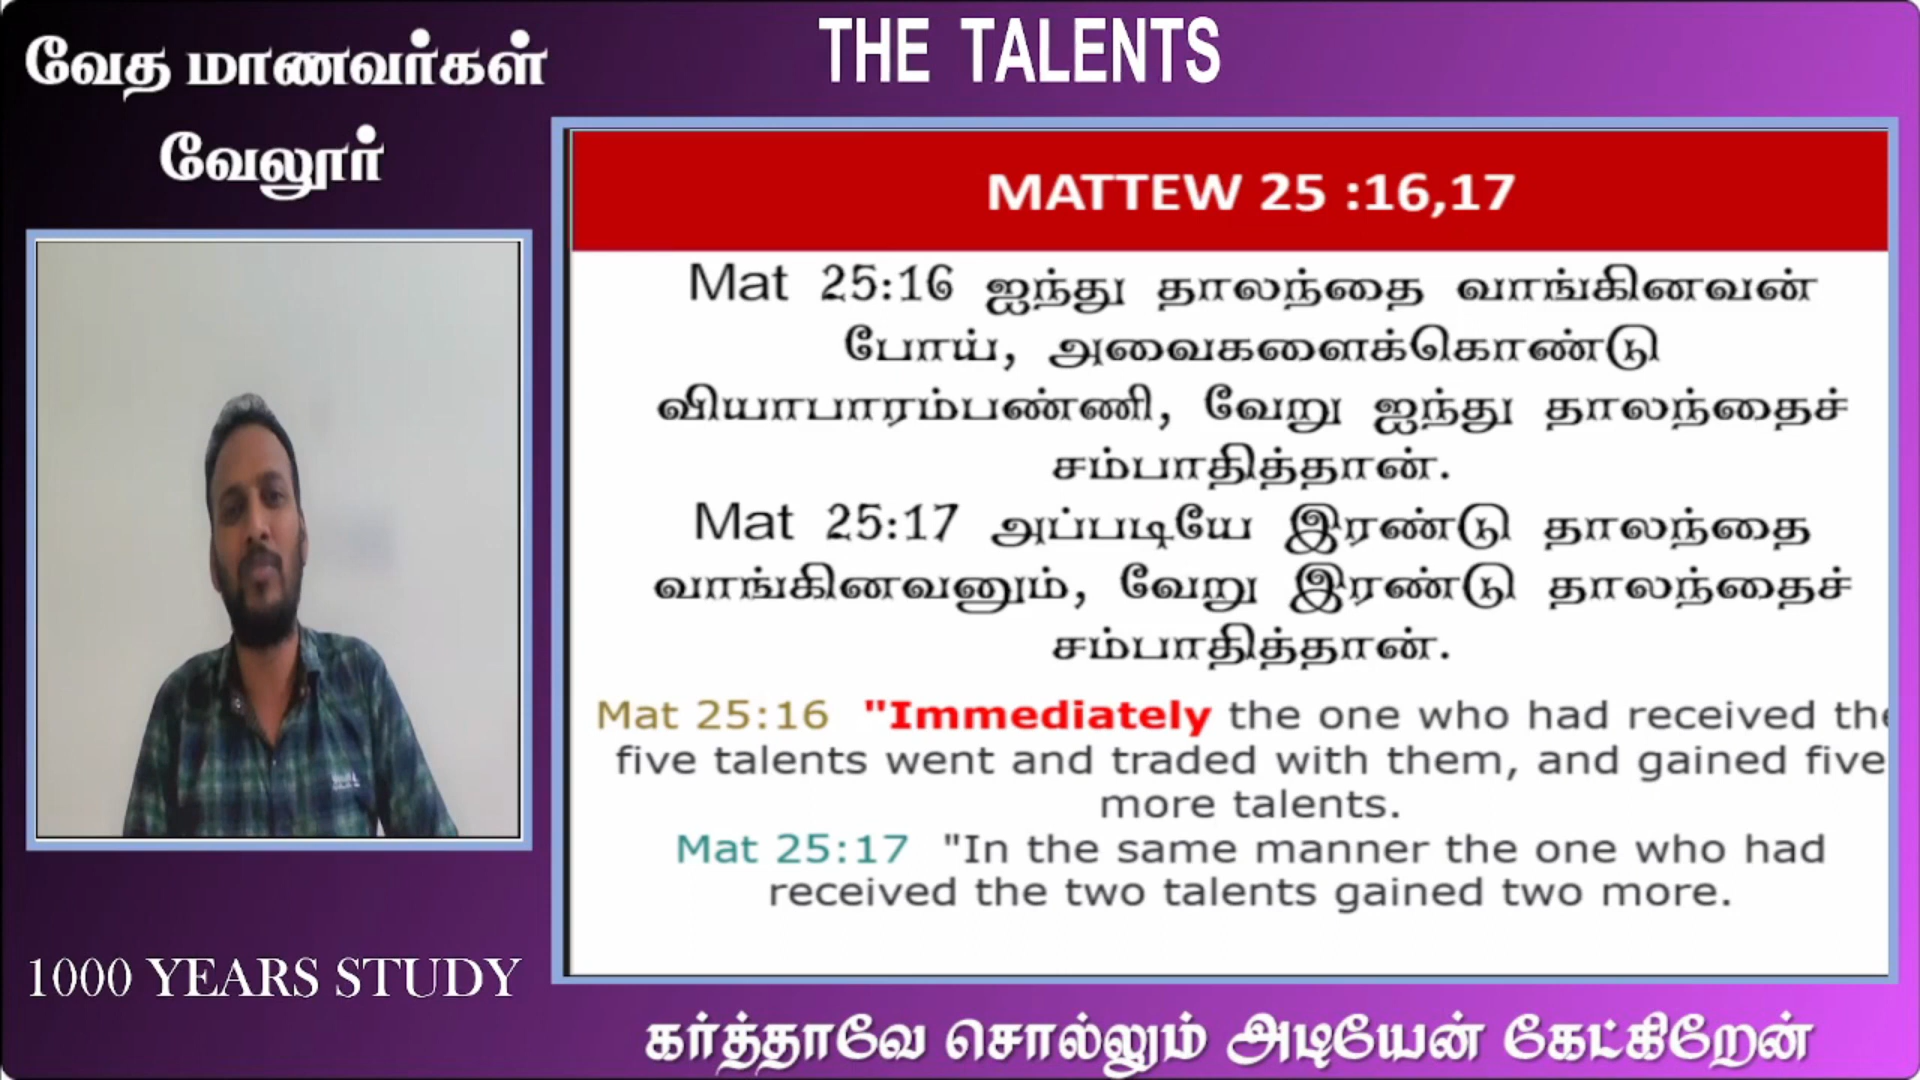 வேத மாணவர்கள்
வேலூர்
THE TALENTS
MATTEW 25 :16,17
Mat 25:16 ஐந்து தாலந்தை வாங்கினவன்
போய், அவைகளைக்கொண்டு
வியாபாரம்பண்ணி, வேறு ஐந்து தாலந்தைச்
சம்பாதித்தான்.
Mat 25:17 அப்படியே இரண்டு தாலந்தை
வாங்கினவனும், வேறு இரண்டு தாலந்தைச்
சம்பாதித்தான்.
Mat 25:16 "Immediately the one who had received the
five talents went and traded with them, and gained five
more talents.
Mat 25:17 "In the same manner the one who had
received the two talents gained two more.
1000 YEARS STUDY
கர்த்தாவே சொல்லும் அடியேன் கேட்கிறேன்